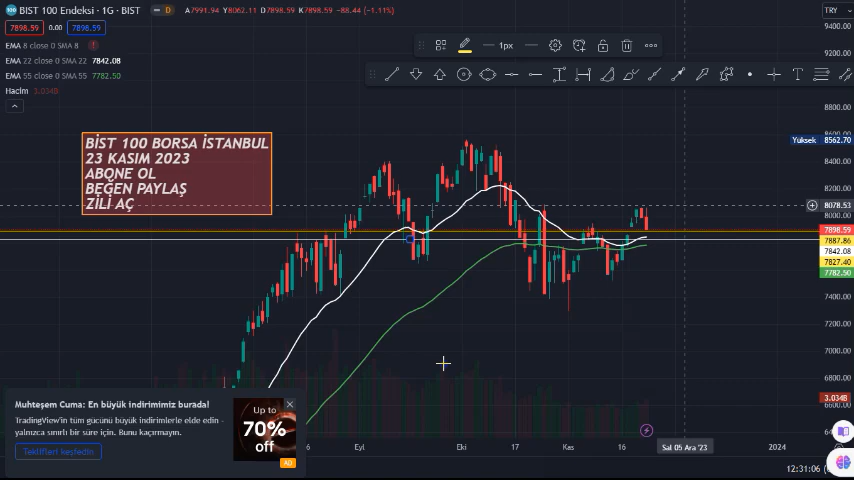 BIST 100 Endeksi · 1G · BIST
D
A7991.94 Y8062.11 D7898.59 K7898.59 −88.44 (−1.11%)
TRY
7898.59 0.00 7898.59
EMA 8 close 0 SMA 8
EMA 22 close 0 SMA 22 7842.08
EMA 55 close 0 SMA 55 7782.50
Hacim 3.034B
1px
T
9400.00
9200.00
8800.00
Yüksek 8562.70
8400.00
8200.00
8078.53
8000.00
7898.59
7887.86
7842.08
7827.40
7782.50
7400.00
7200.00
7000.00
6800.00
3.034B
6600.00
BİST 100 BORSA İSTANBUL
23 KASIM 2023
ABONE OL
BEĞEN PAYLAŞ
ZİLİ AÇ
Muhteşem Cuma: En büyük indirimimiz burada!
TradingView'in tüm gücünü büyük indirimlerle elde edin -
yalnızca sınırlı bir süre için. Bunu kaçırmayın.
Teklifleri keşfedin
Up to
70%
off
AD
6 Eyl Eki 17 Kas 16 Sal 05 Ara '23 2024
12:31:06